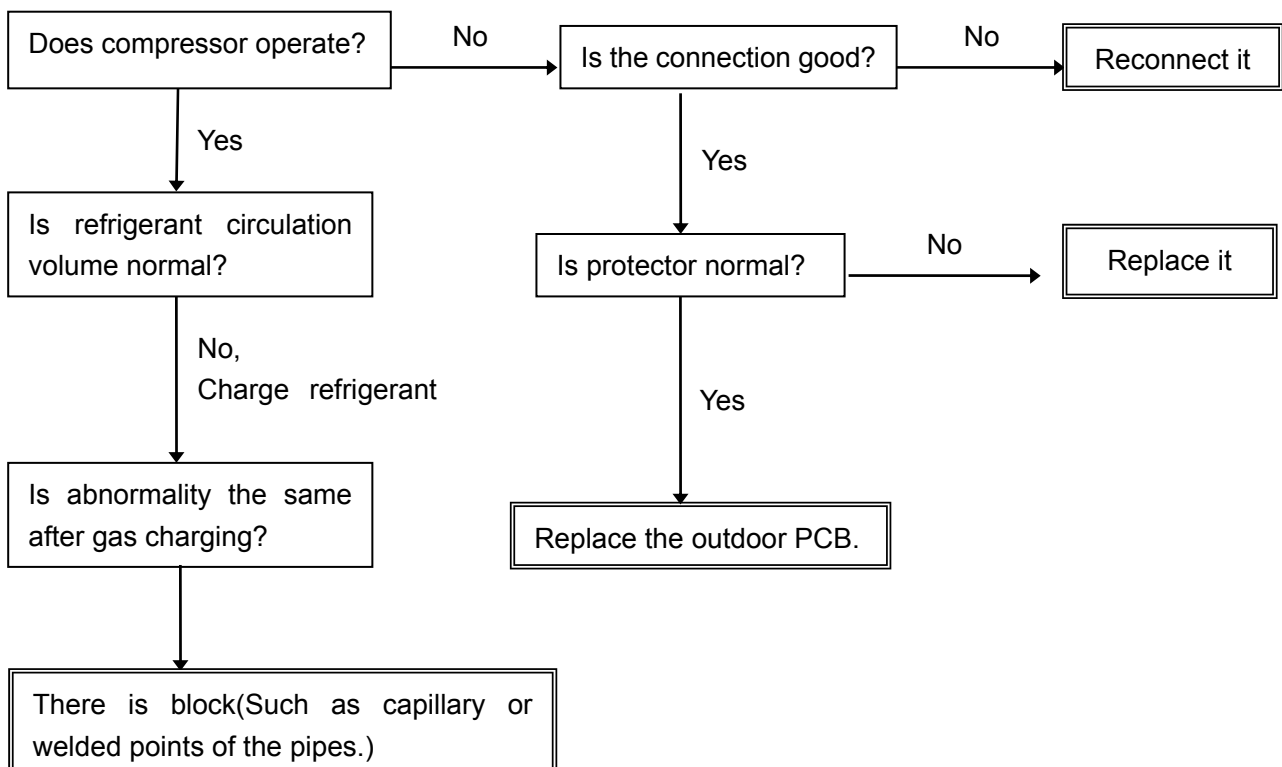 Does compressor operate?
No
Is the connection good?
No
Reconnect it
Yes
Yes
Is refrigerant circulation
volume normal?
Is protector normal?
No
Replace it
No,
Charge refrigerant
Yes
Is abnormality the same
after gas charging?
Replace the outdoor PCB.
There is block(Such as capillary or
welded points of the pipes.)